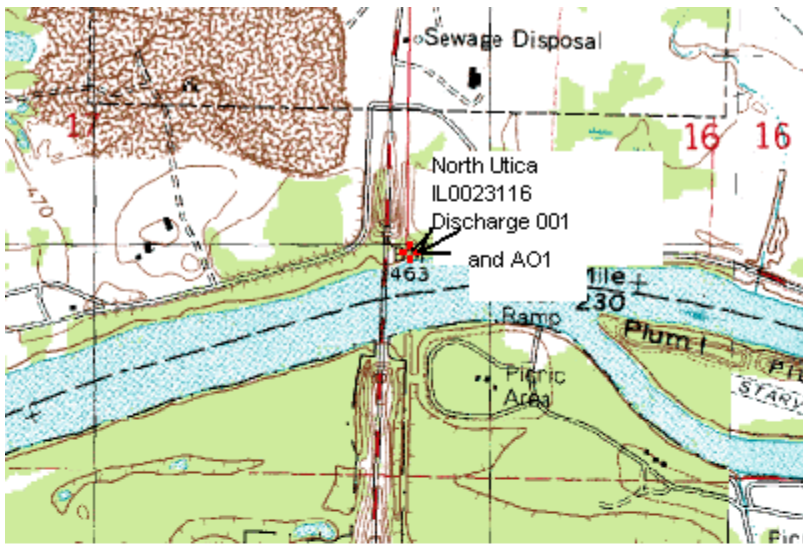 Sewage Disposal
17
16
16
North Utica
IL0023116
Discharge 001
and AO1
470
463
Mile
230
Ramp
Plum I
Picnic
Area
STARV